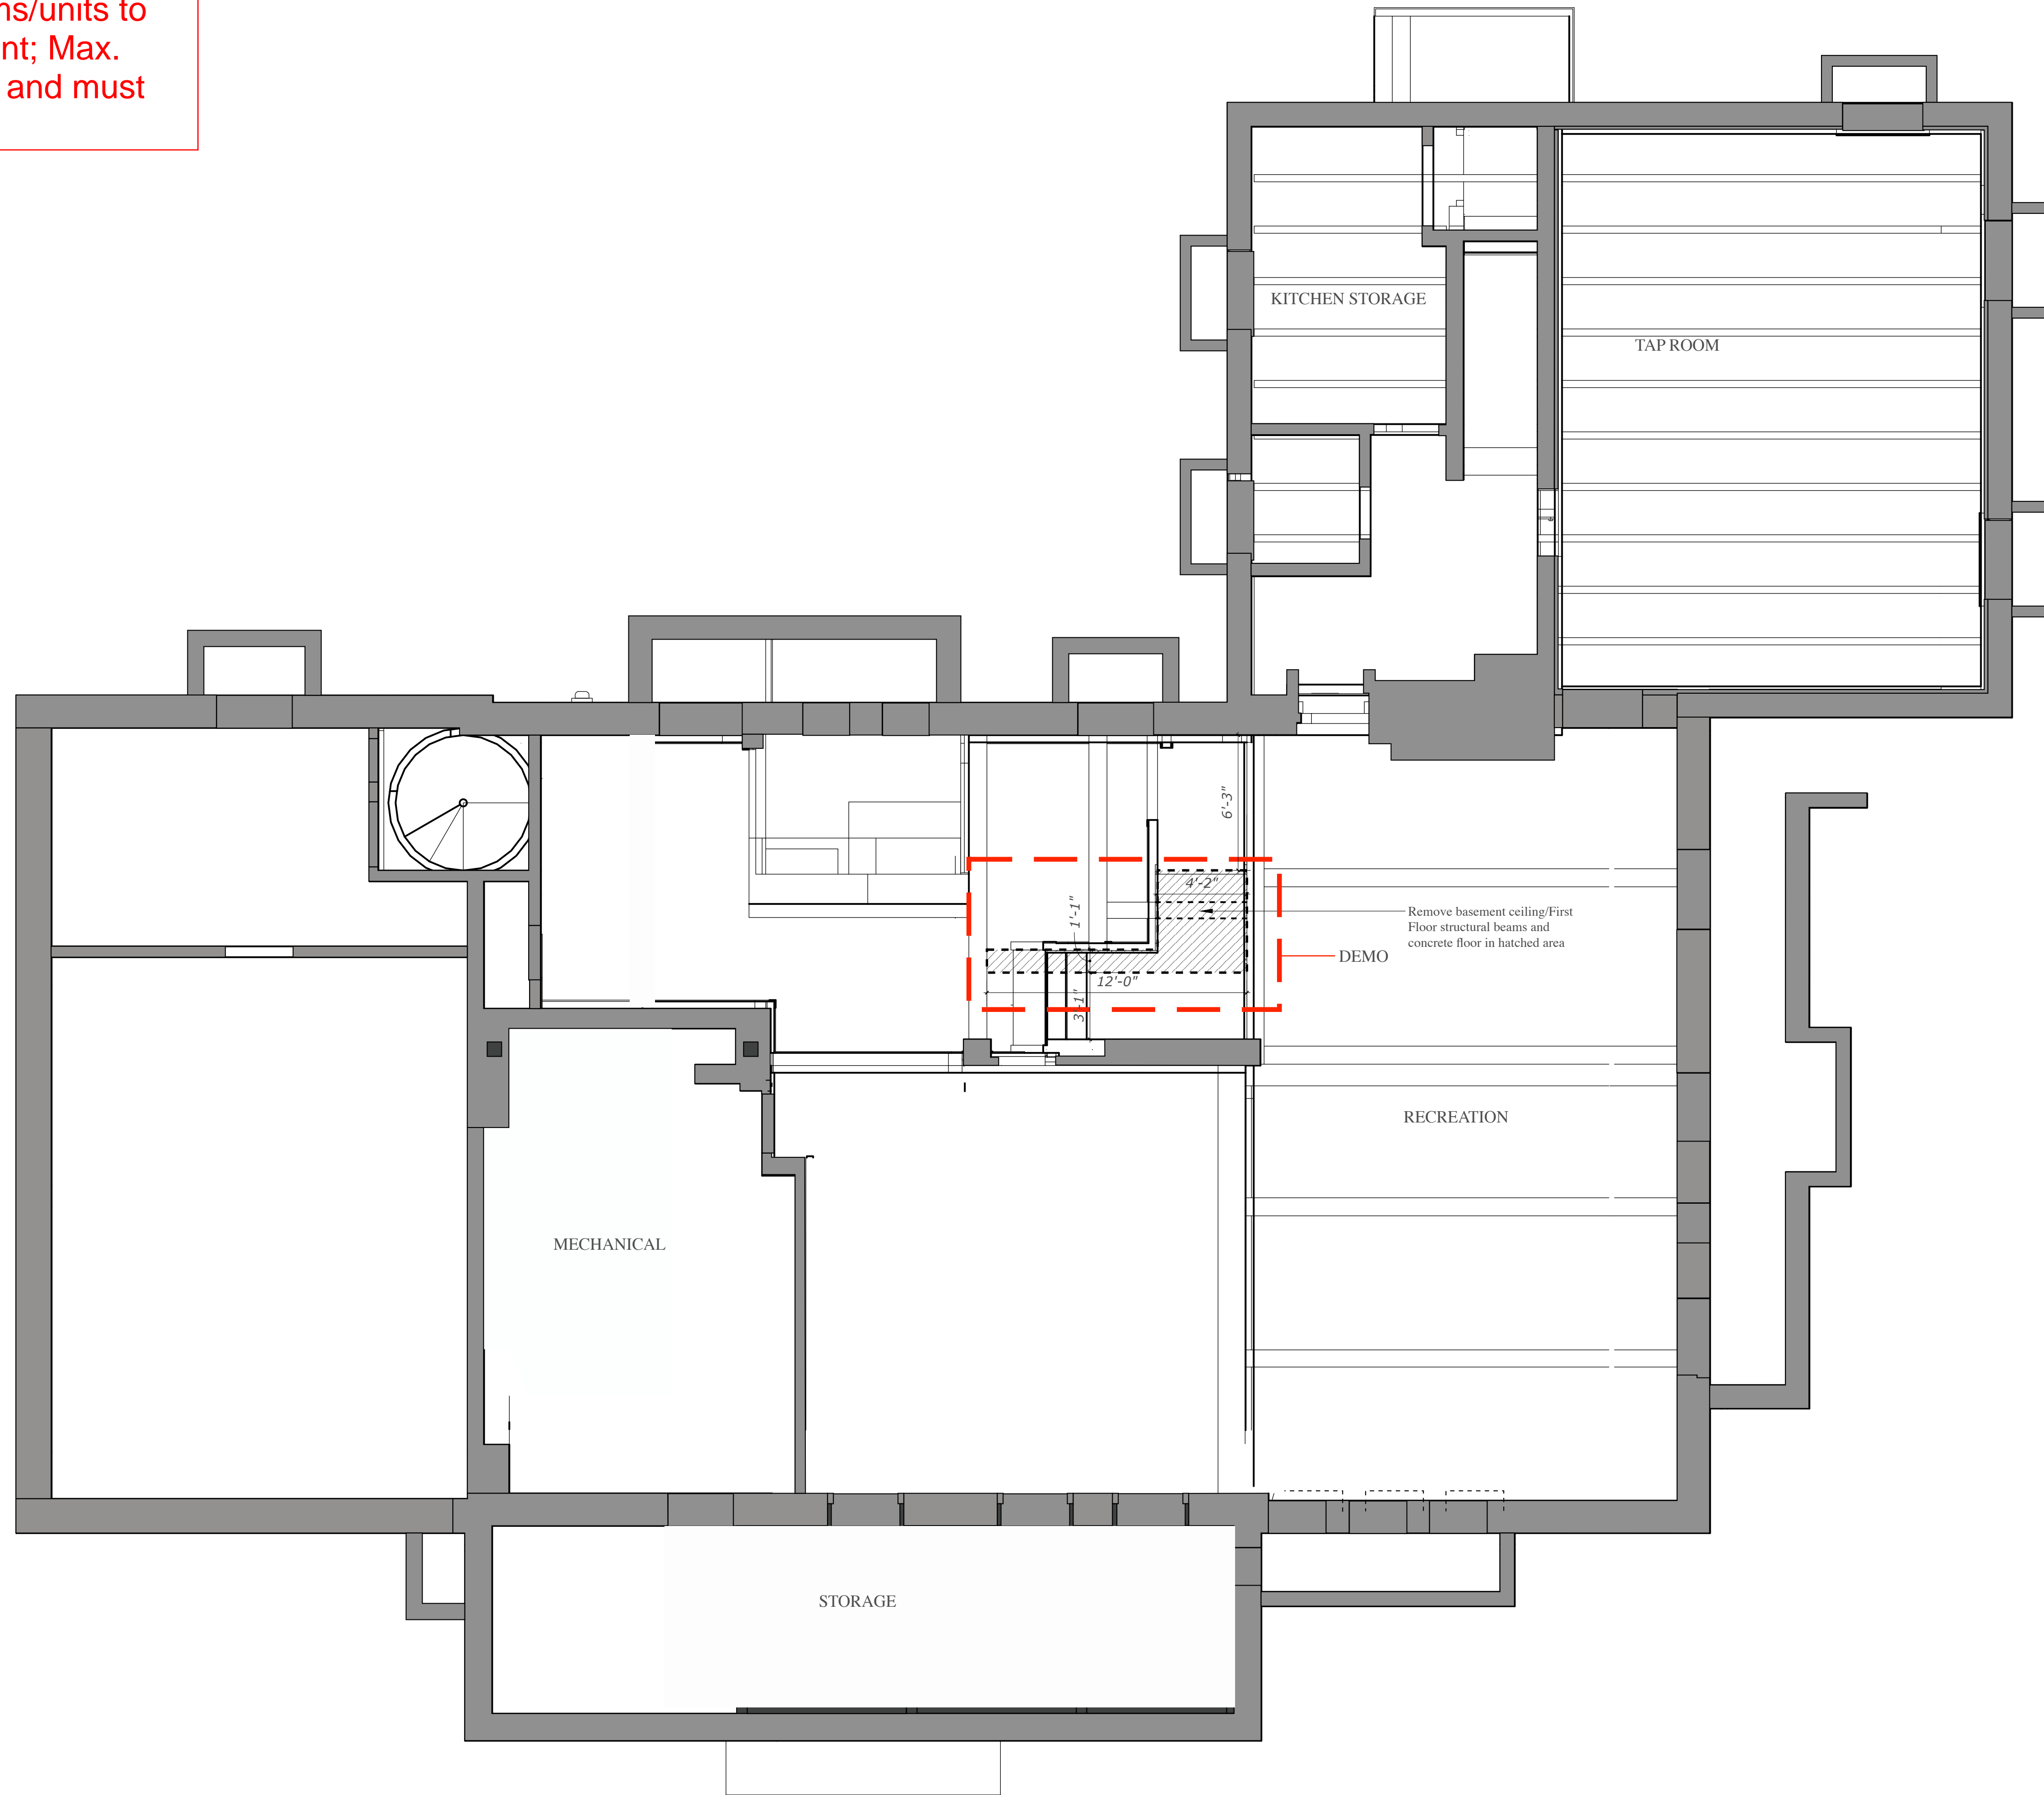 ns/units to
nt; Max.
and must
KITCHEN STORAGE
TAP ROOM
6'-3"
4'-2"
1'-1"
Remove basement ceiling/First
Floor structural beams and
concrete floor in hatched area
DEMO
12'-0"
3'-1"
RECREATION
MECHANICAL
STORAGE